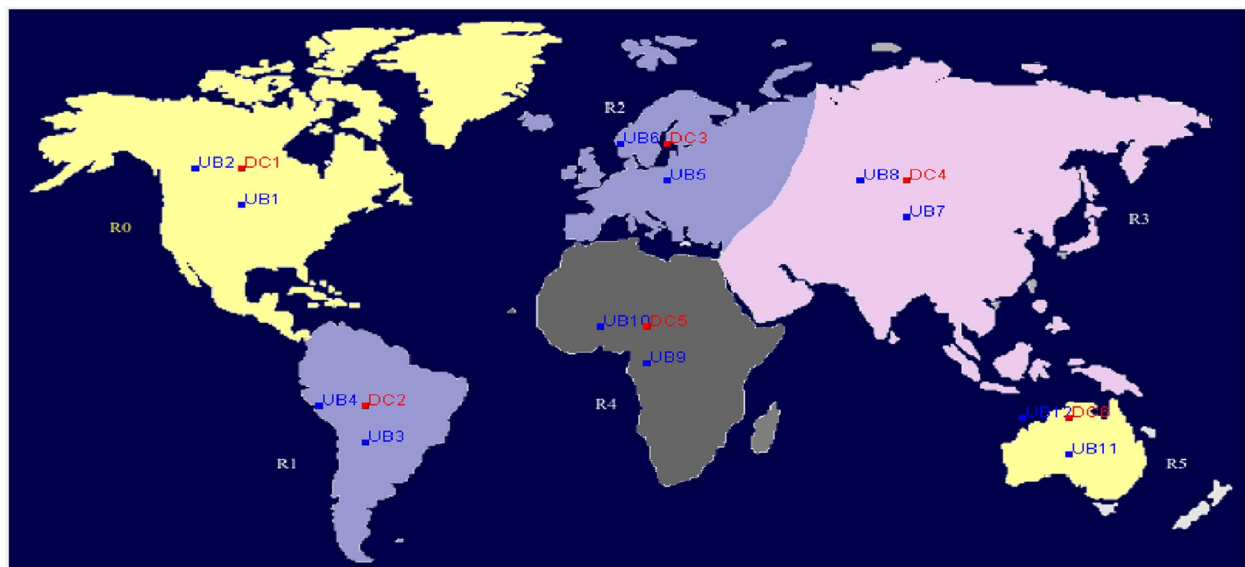 R2
UB6 DC3
UB2 DC1
UB5
UB8 DC4
UB1
UB7
R0
R3
UB10 DC5
UB9
UB4 DC2
R4
UB12 DC6
UB3
UB11
R1
R5